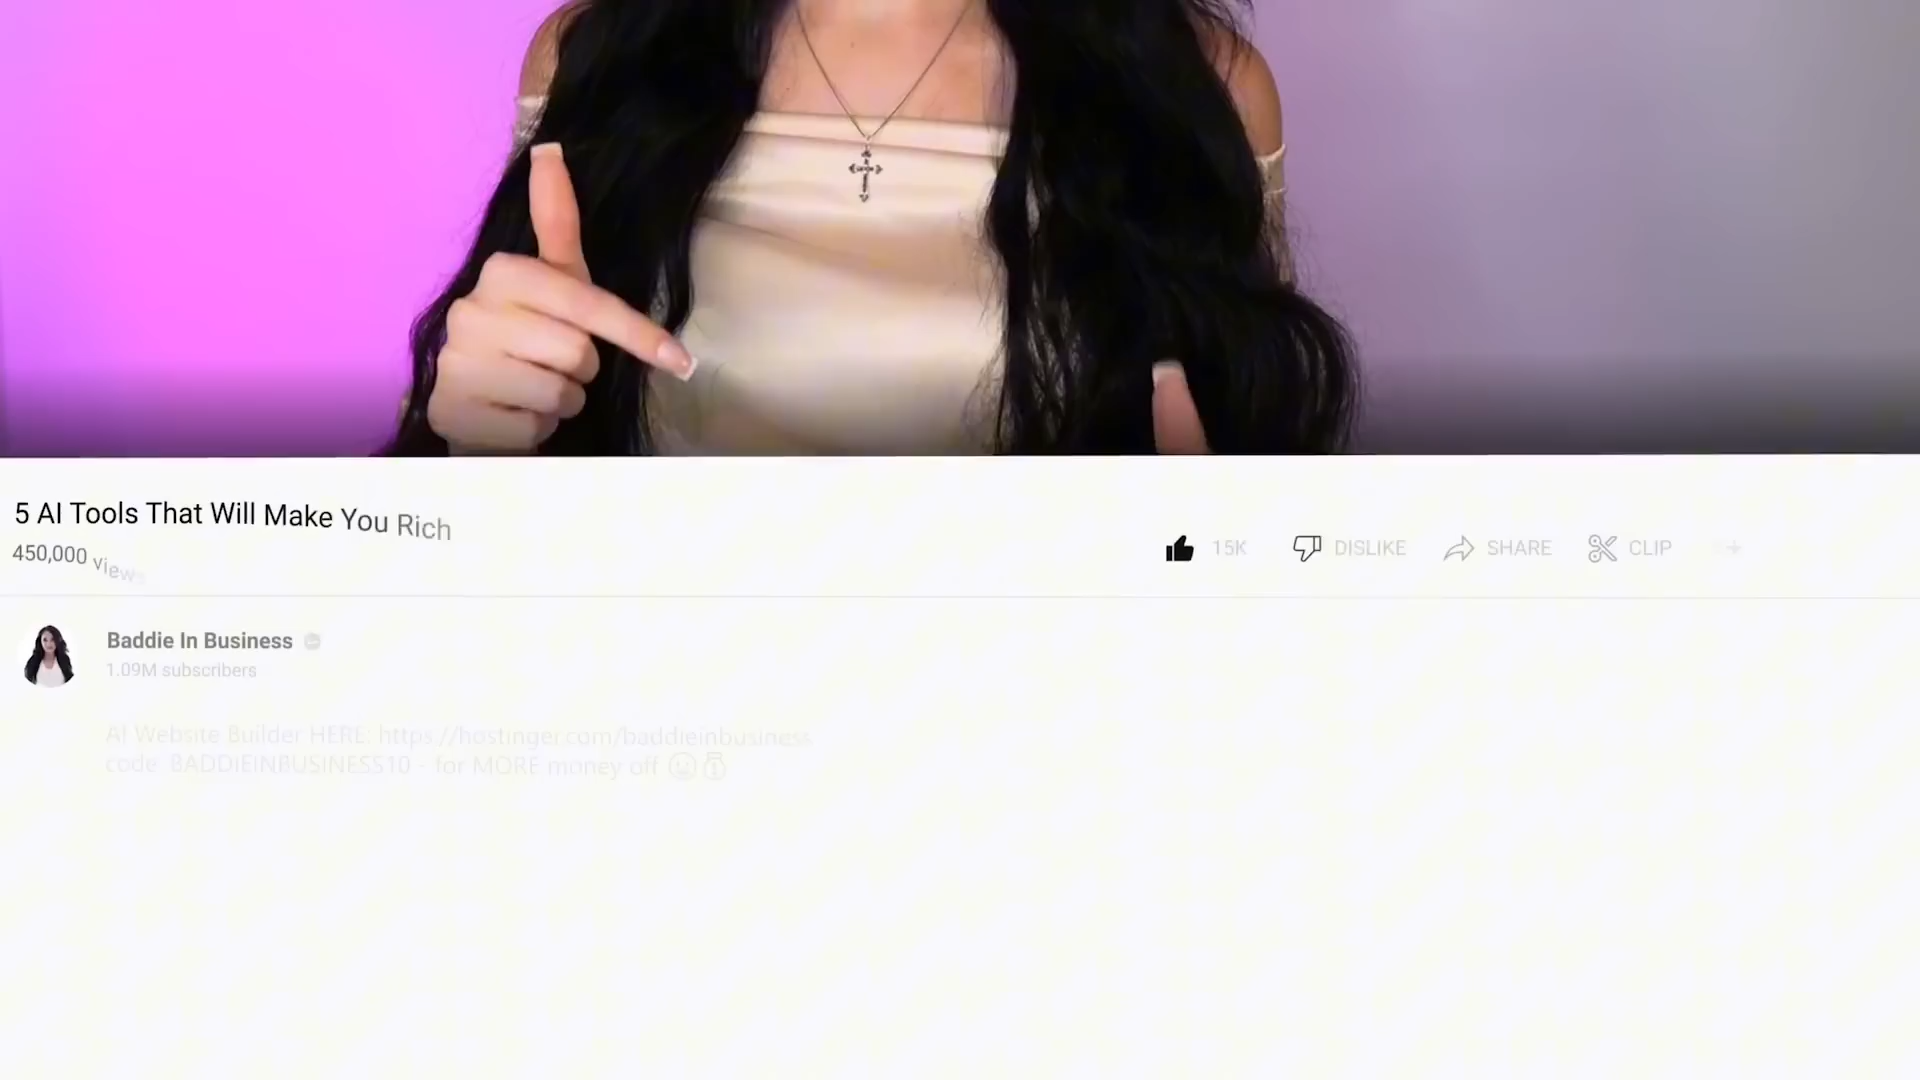 5 AI Tools That Will Make You Rich
450,000 views
15K DISLIKE SHARE CLIP
Baddie In Business
1.09M subscribers
AI Website Builder HERE: https://hostinger.com/baddieinbusiness
code: BADDIEINBUSINESS10 - for MORE money off